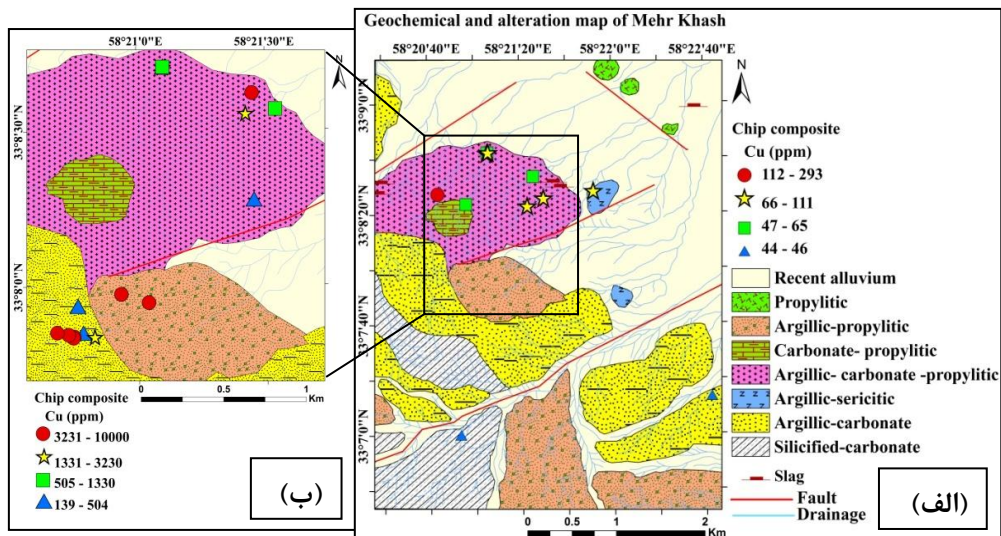 Geochemical and alteration map of Mehr Khash
58°21'0"E 58°21'30"E
N
33°8'30"N
33°8'0"N
0 0.5 1
Km
Chip composite
Cu (ppm)
3231 - 10000
1331 - 3230
505 - 1330
139 - 504
(ب)
58°20'40"E 58°21'20"E 58°22'0"E 58°22'40"E
N
33°9'0"N
33°8'20"N
33°7'40"N
33°7'0"N
0 0.5 1 2
Km
Chip composite
Cu (ppm)
112 - 293
66 - 111
47 - 65
44 - 46
Recent alluvium
Propylitic
Argillic-propylitic
Carbonate- propylitic
Argillic- carbonate -propylitic
Argillic-sericitic
Argillic-carbonate
Silicified-carbonate
Slag
Fault
Drainage
(الف)